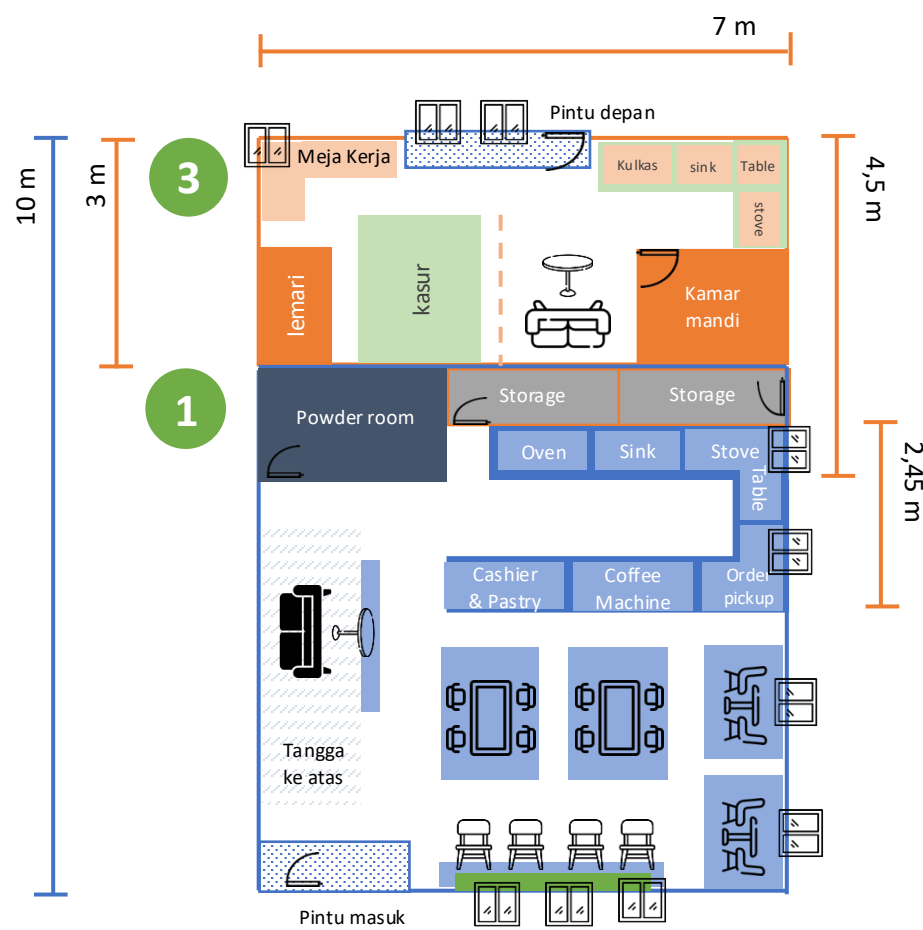 7 m
Pintu depan
10 m
3 m
3
Meja Kerja
Kulkas
sink
Table
stove
4,5 m
lemari
kasur
Kamar
mandi
1
Powder room
Storage
Storage
Oven
Sink
Stove
Table
2,45 m
Cashier
& Pastry
Coffee
Machine
Order
pickup
Tangga
ke atas
Pintu masuk